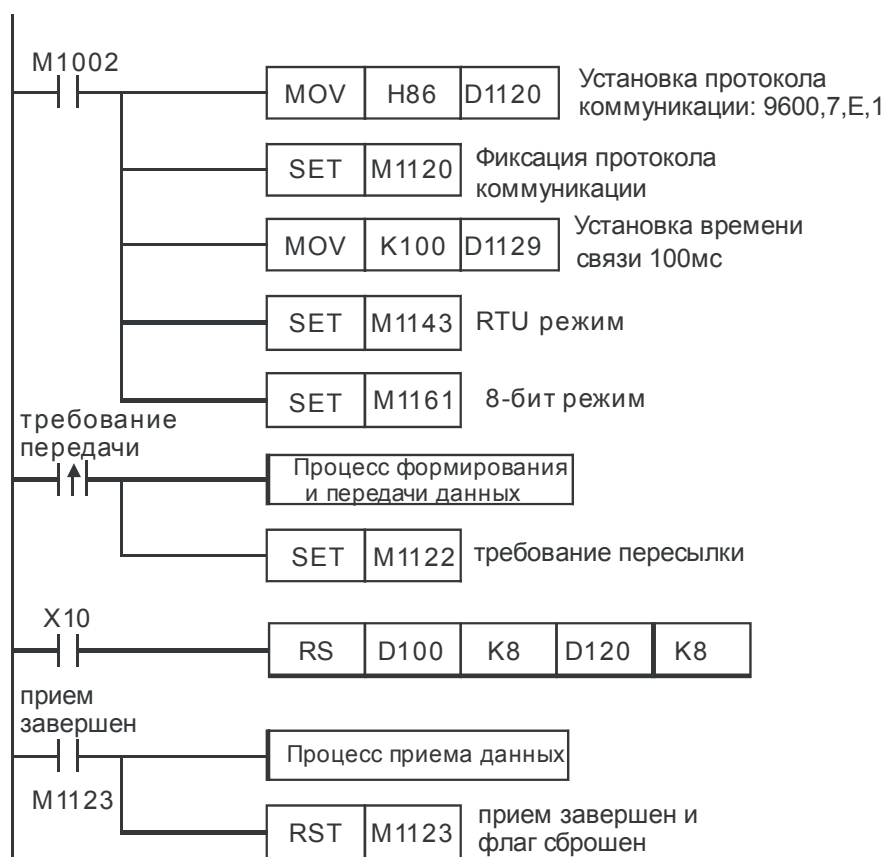 M1002
MOV H86 D1120
Установка протокола
коммуникации: 9600,7,E,1
SET M1120
Фиксация протокола
коммуникации
MOV K100 D1129
Установка времени
связи 100мс
SET M1143 RTU режим
SET M1161 8-бит режим
требование
передачи
Процесс формирования
и передачи данных
SET M1122 требование пересылки
X10
RS D100 K8 D120 K8
прием
завершен
Процесс приема данных
M1123
RST M1123
прием завершен и
флаг сброшен